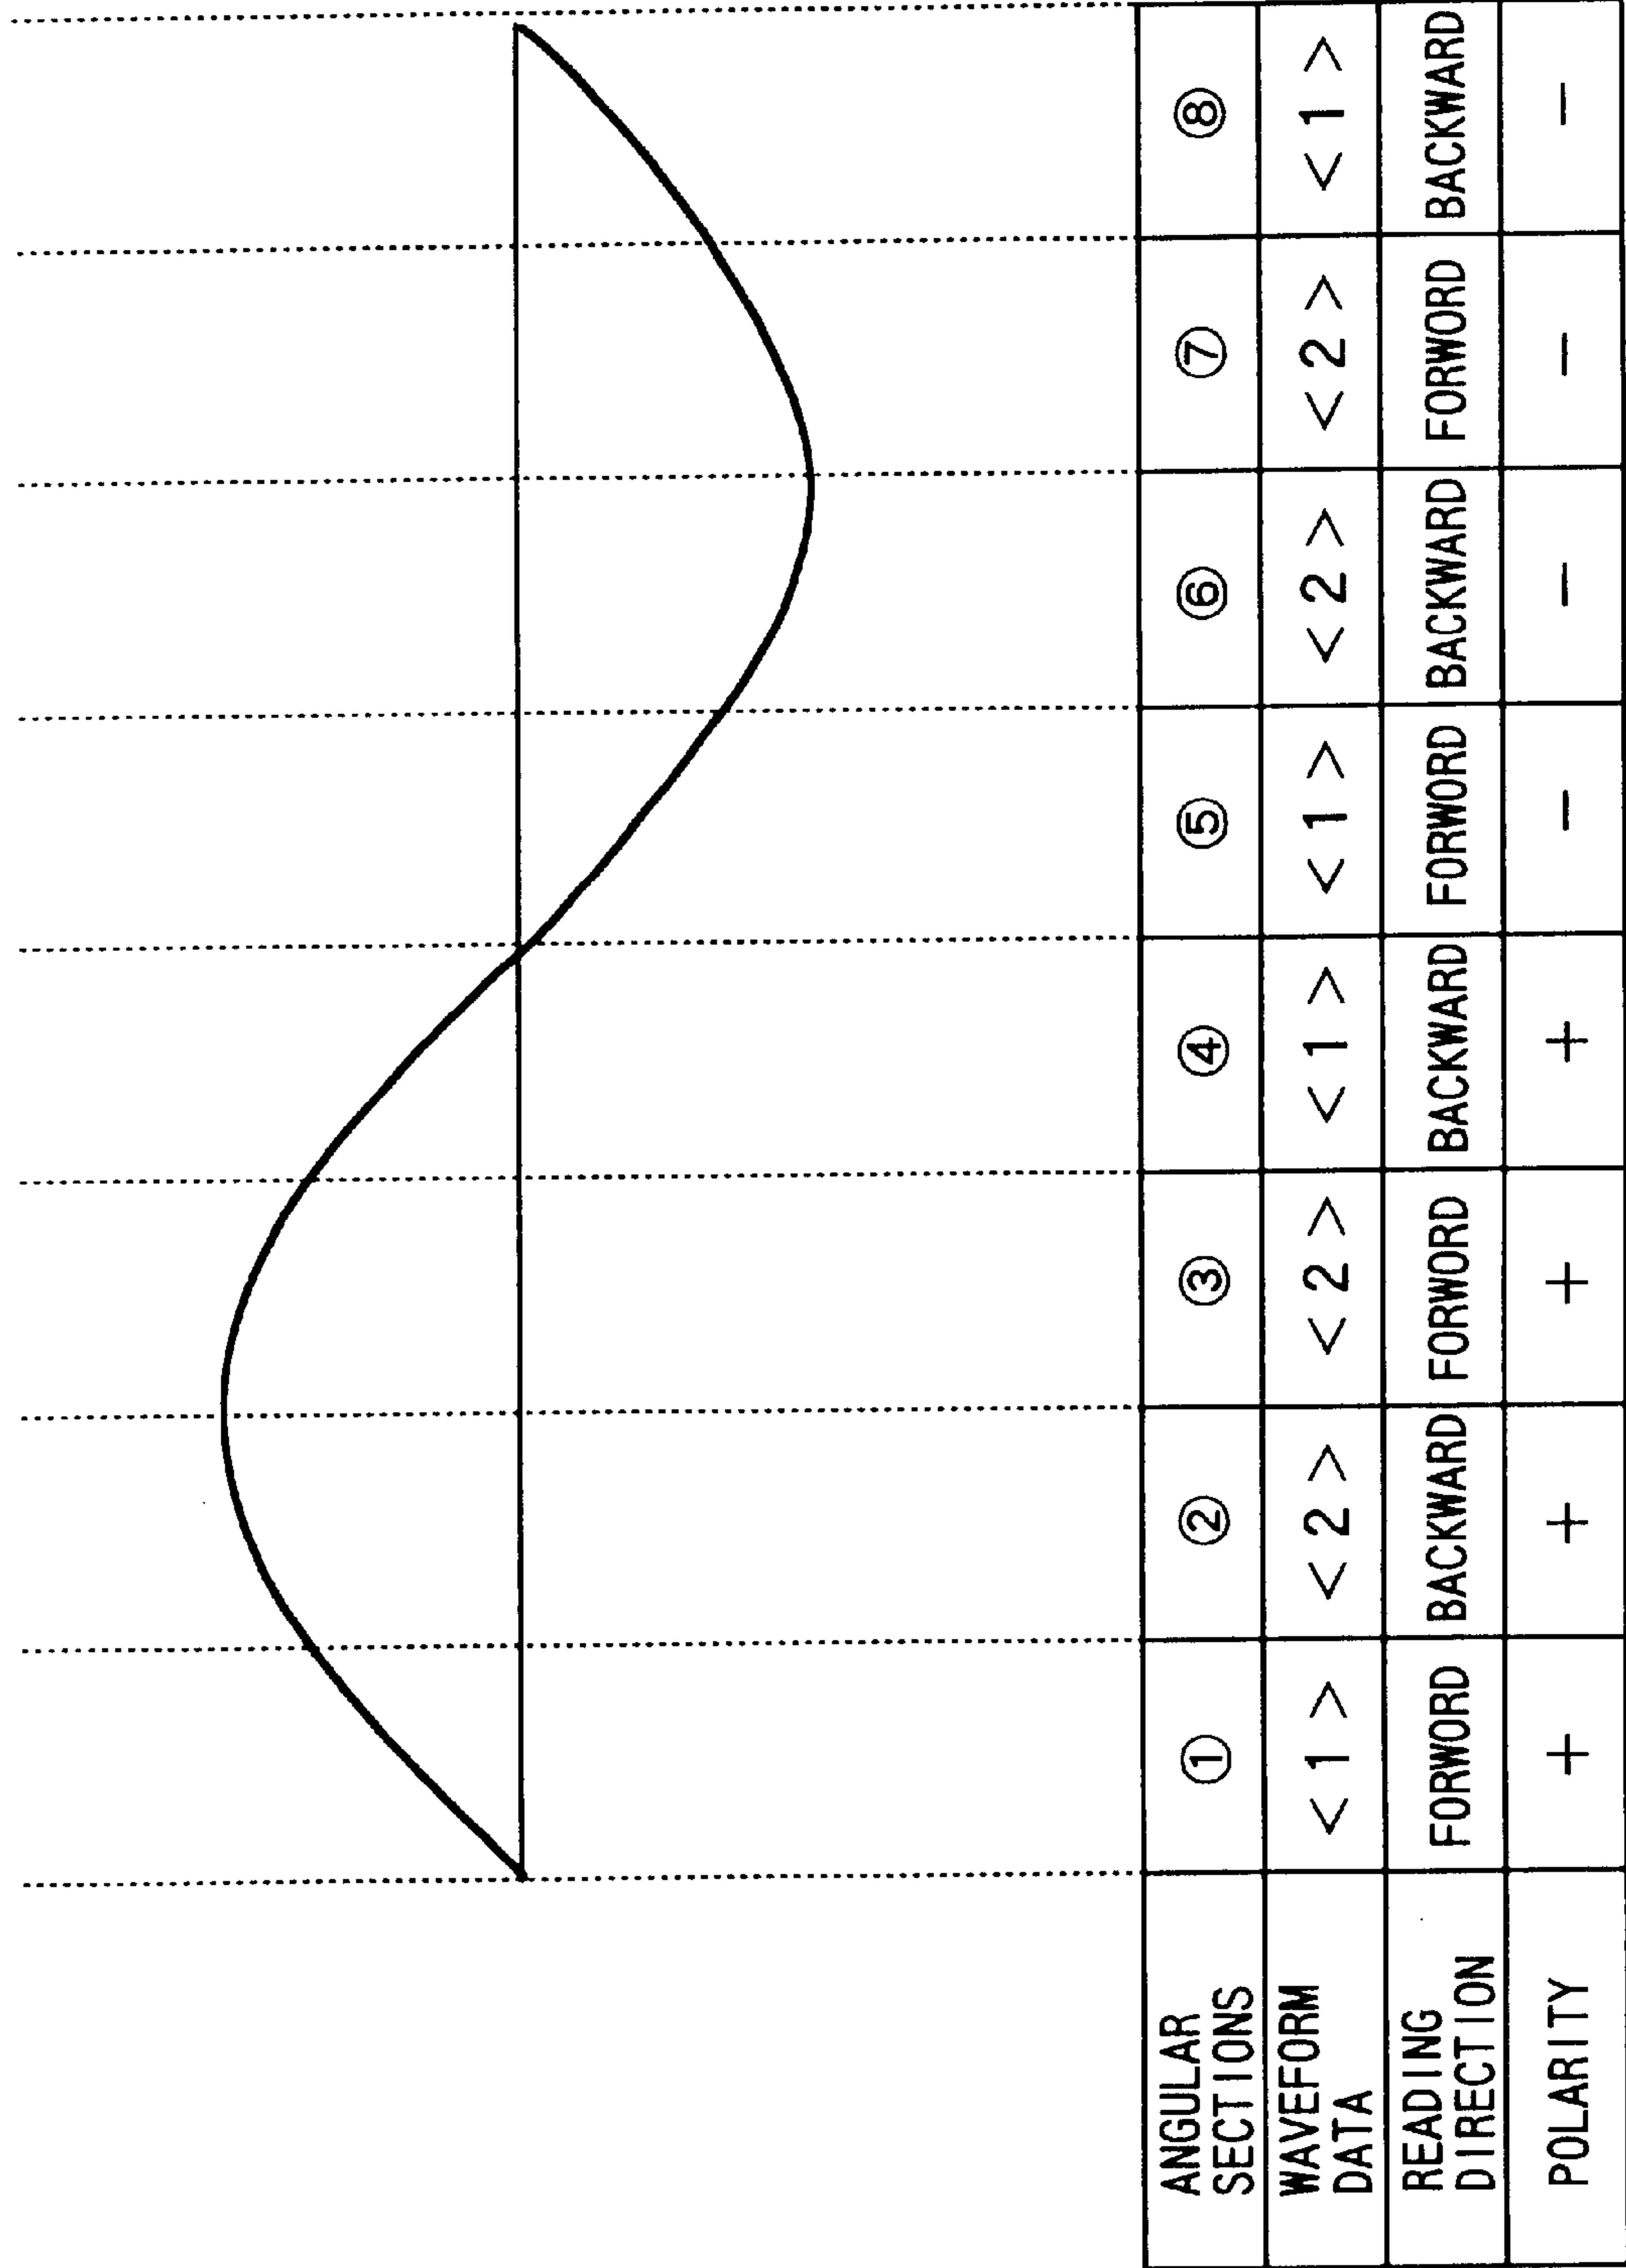 ANGULAR
SECTIONS
① ② ③ ④ ⑤ ⑥ ⑦ ⑧
WAVEFORM
DATA
<1> <2> <2> <1> <1> <2> <2> <1>
READING
DIRECTION
FORWORD BACKWARD FORWORD BACKWARD FORWORD BACKWARD FORWORD BACKWARD
POLARITY + + + + − − − −